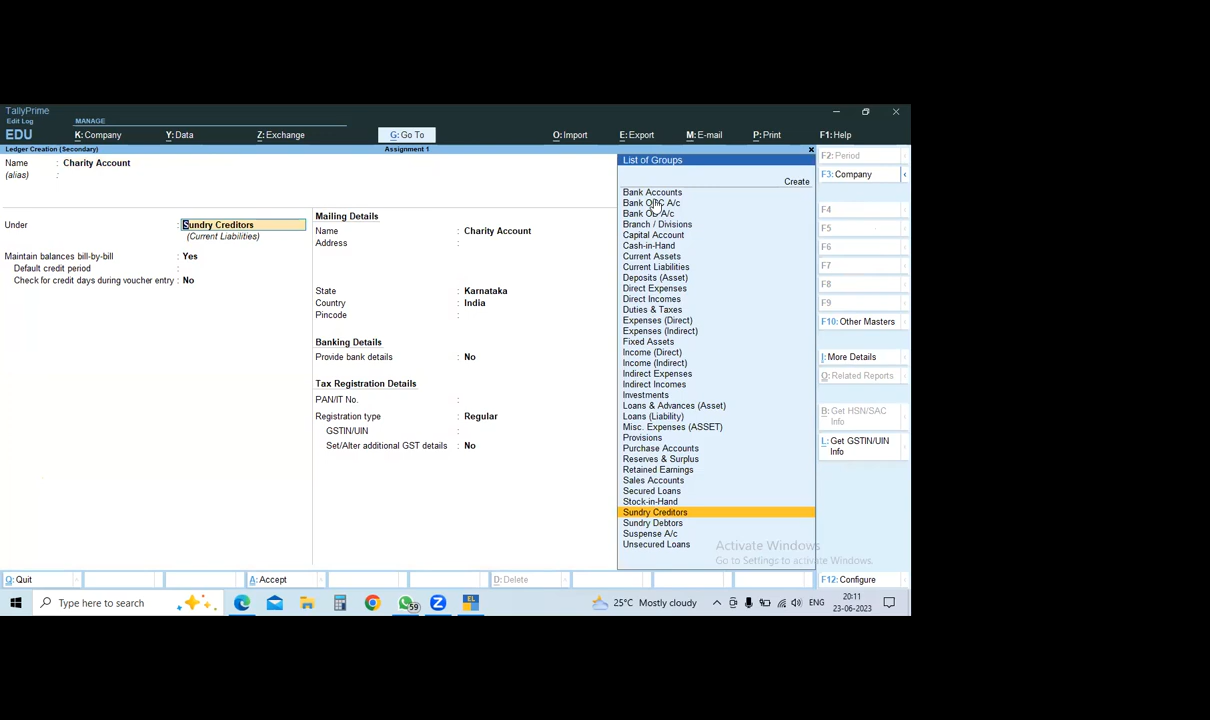 TallyPrime
Edit Log
EDU
MANAGE
K: Company
Y: Data
Z: Exchange
G: Go To
O: Import
E: Export
M: E-mail
P: Print
F1: Help
Ledger Creation (Secondary)
Assignment 1
Name : Charity Account
(alias) :
Under : Sundry Creditors
(Current Liabilities)
Maintain balances bill-by-bill : Yes
Default credit period :
Check for credit days during voucher entry : No
Mailing Details
Name : Charity Account
Address :
State : Karnataka
Country : India
Pincode :
Banking Details
Provide bank details : No
Tax Registration Details
PAN/IT No. :
Registration type : Regular
GSTIN/UIN :
Set/Alter additional GST details : No
List of Groups
Create
Bank Accounts
Bank OCC A/c
Bank OD A/c
Branch / Divisions
Capital Account
Cash-in-Hand
Current Assets
Current Liabilities
Deposits (Asset)
Direct Expenses
Direct Incomes
Duties & Taxes
Expenses (Direct)
Expenses (Indirect)
Fixed Assets
Income (Direct)
Income (Indirect)
Indirect Expenses
Indirect Incomes
Investments
Loans & Advances (Asset)
Loans (Liability)
Misc. Expenses (ASSET)
Provisions
Purchase Accounts
Reserves & Surplus
Retained Earnings
Sales Accounts
Secured Loans
Stock-in-Hand
Sundry Creditors
Sundry Debtors
Suspense A/c
Unsecured Loans
F2: Period
F3: Company
F4
F5
F6
F7
F8
F9
F10: Other Masters
I: More Details
O: Related Reports
B: Get HSN/SAC
Info
L: Get GSTIN/UIN
Info
F12: Configure
Activate Windows
Go to Settings to activate Windows.
Q: Quit
A: Accept
D: Delete
Type here to search
59
EL
25°C Mostly cloudy
ENG
20:11
23-06-2023